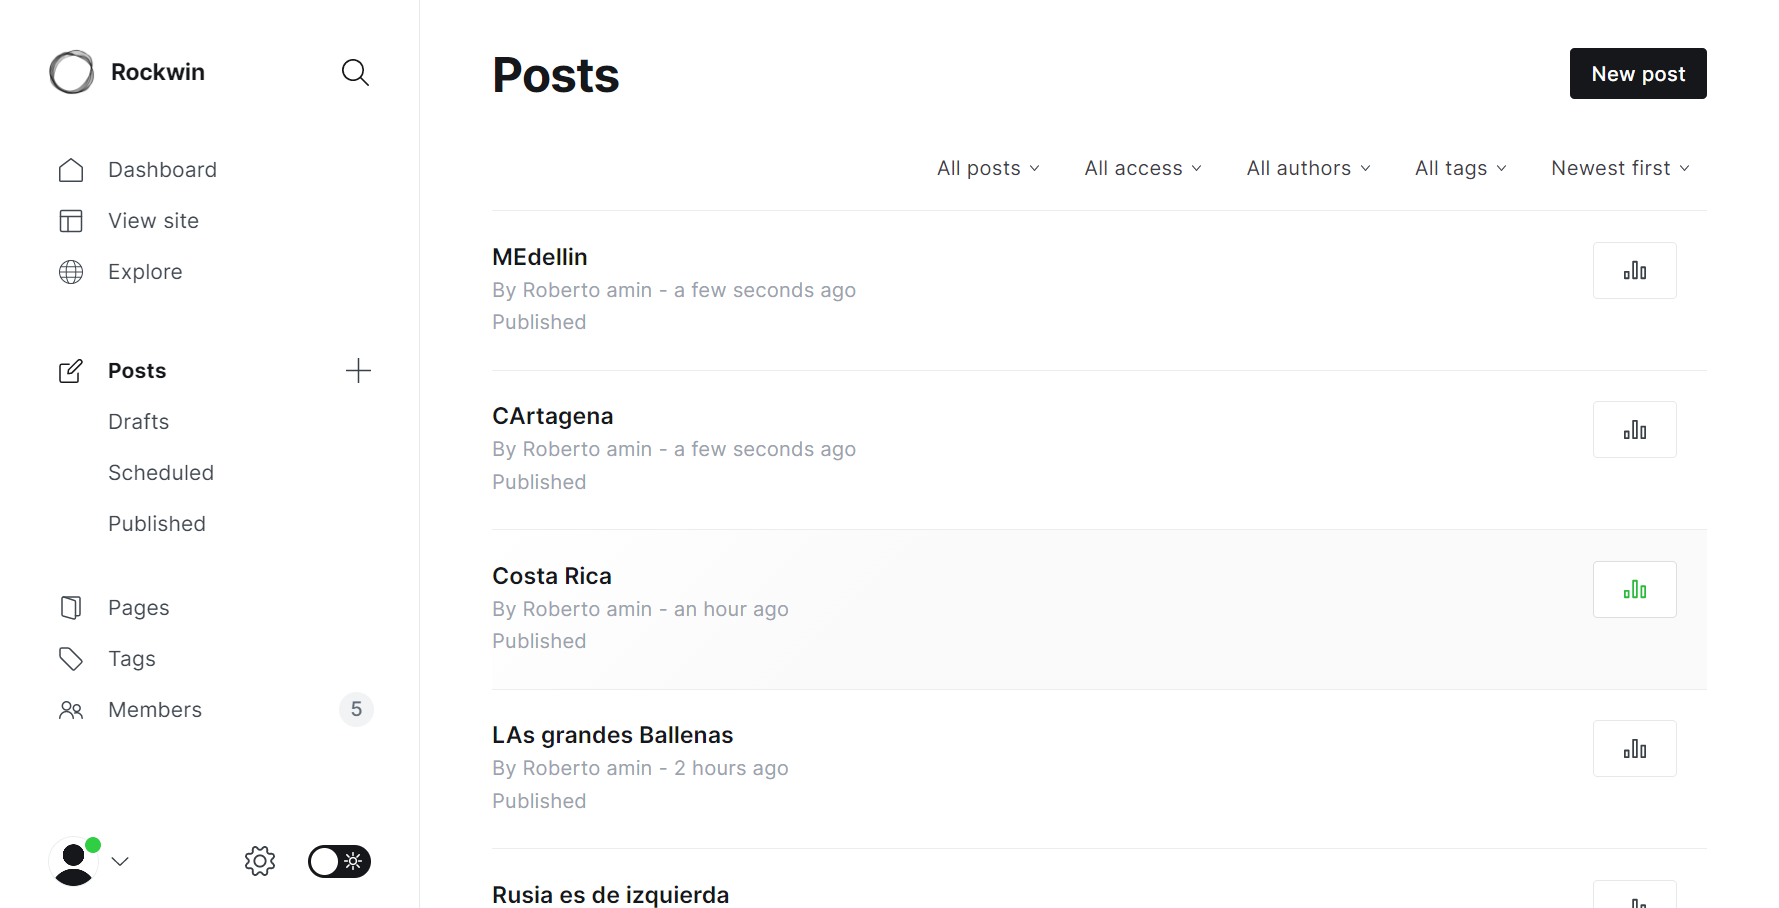 Rockwin
Dashboard
View site
Explore
Posts
Drafts
Scheduled
Published
Pages
Tags
Members 5
Posts
New post
All posts All access All authors All tags Newest first
MEdellin
By Roberto amin - a few seconds ago
Published
CArtagena
By Roberto amin - a few seconds ago
Published
Costa Rica
By Roberto amin - an hour ago
Published
LAs grandes Ballenas
By Roberto amin - 2 hours ago
Published
Rusia es de izquierda